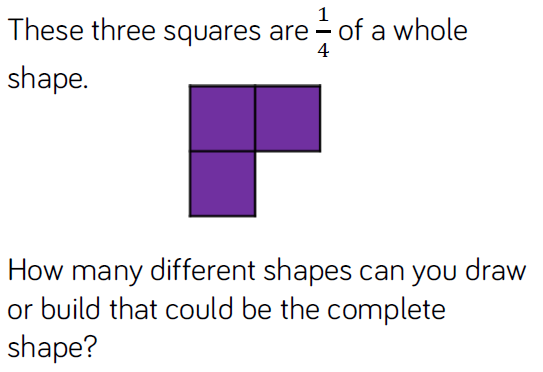 These three squares are 1/4 of a whole
shape.
How many different shapes can you draw
or build that could be the complete
shape?